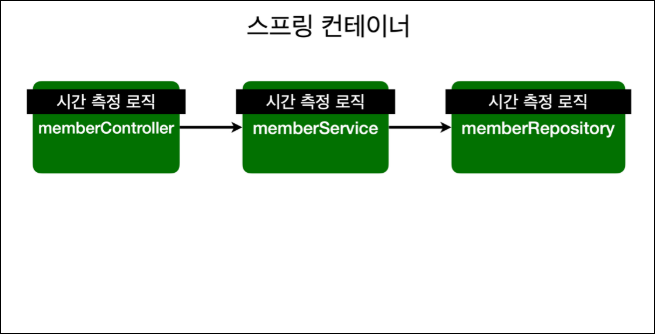 스프링 컨테이너
시간 측정 로직
memberController
시간 측정 로직
memberService
시간 측정 로직
memberRepository